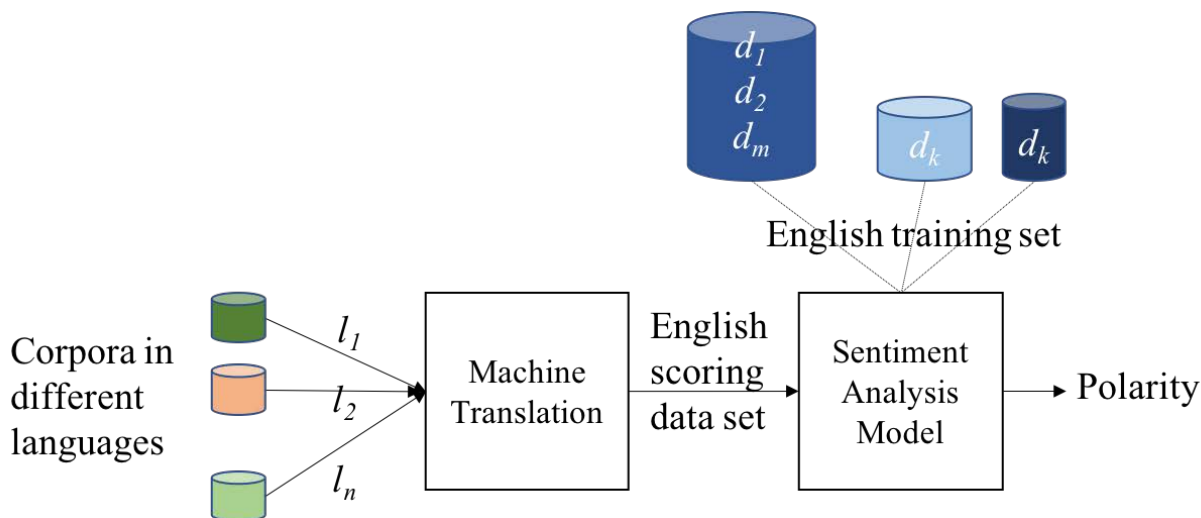 d1
d2
dm
dk
dk
English training set
Corpora in
different
languages
l1
l2
ln
Machine
Translation
English
scoring
data set
Sentiment
Analysis
Model
Polarity